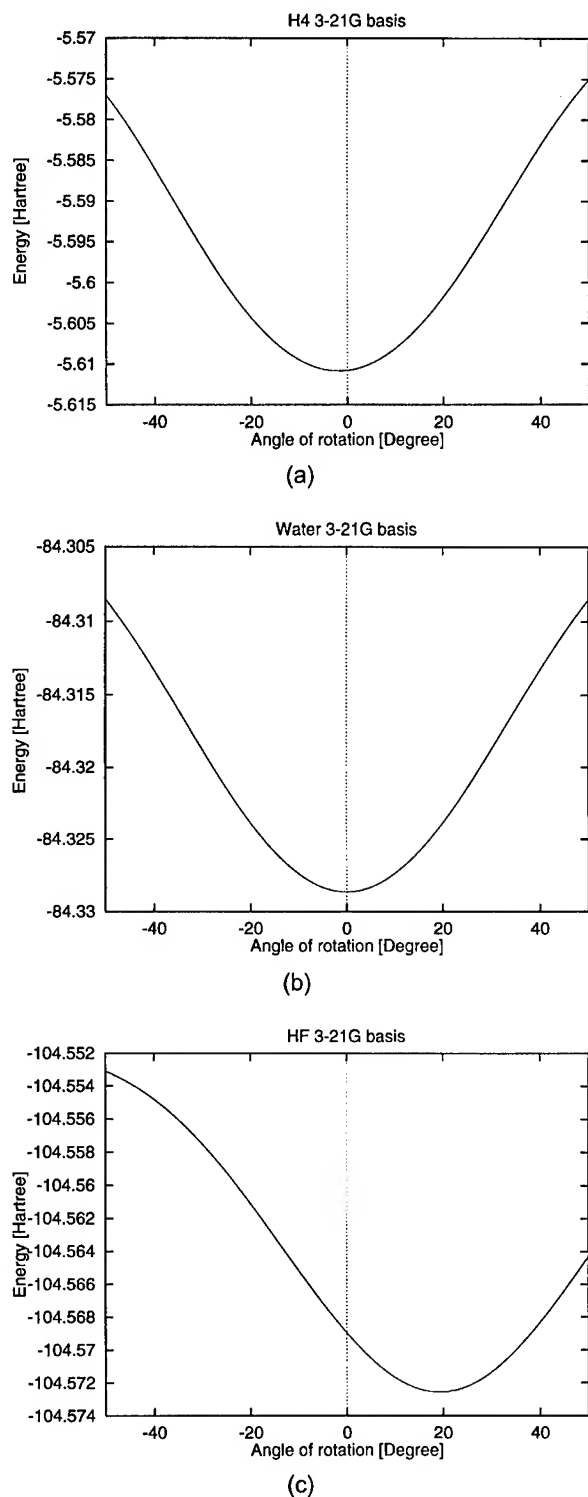 H4 3-21G basis
-5.57
-5.575
-5.58
-5.585
-5.59
-5.595
-5.6
-5.605
-5.61
-5.615
Energy [Hartree]
-40 -20 0 20 40
Angle of rotation [Degree]
(a)
Water 3-21G basis
-84.305
-84.31
-84.315
-84.32
-84.325
-84.33
Energy [Hartree]
-40 -20 0 20 40
Angle of rotation [Degree]
(b)
HF 3-21G basis
-104.552
-104.554
-104.556
-104.558
-104.56
-104.562
-104.564
-104.566
-104.568
-104.57
-104.572
-104.574
Energy [Hartree]
-40 -20 0 20 40
Angle of rotation [Degree]
(c)